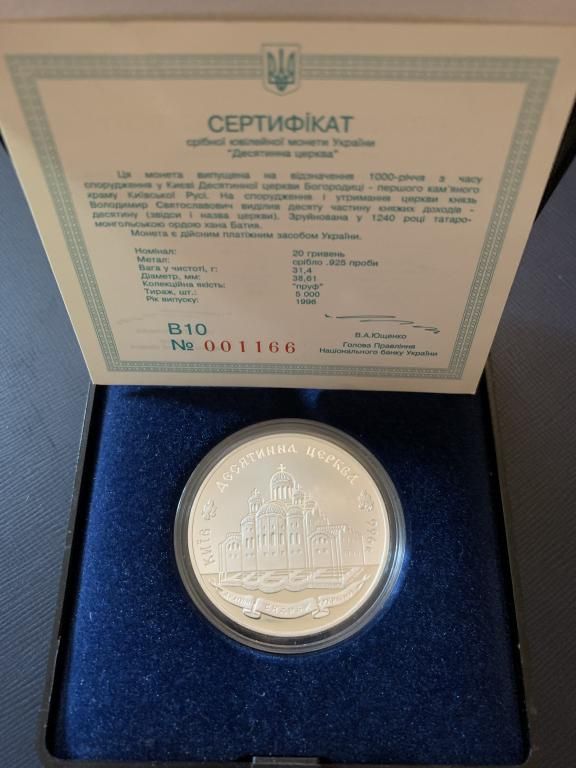 СЕРТИФІКАТ
срібної ювілейної монети України
"Десятинна церква"
Ця монета випущена на відзначення 1000-річчя з часу
спорудження у Києві Десятинної церкви Богородиці - першого кам'яного
храму Київської Русі. На спорудження і утримання церкви князь
Володимир Святославович виділив десяту частину княжих доходів -
десятину (звідси і назва церкви). Зруйнована у 1240 році татаро-
монгольською ордою хана Батия.
Монета є дійсним платіжним засобом України.
Номінал: 20 гривень
Метал: срібло .925 проби
Вага у чистоті, г: 31,4
Діаметр, мм: 38,61
Колекційна якість: "пруф"
Тираж, шт.: 5 000
Рік випуску: 1996
В10
№ 001166
В.А.Ющенко
Голова Правління
Національного банку України
КИЇВ ДЕСЯТИННА ЦЕРКВА 996р